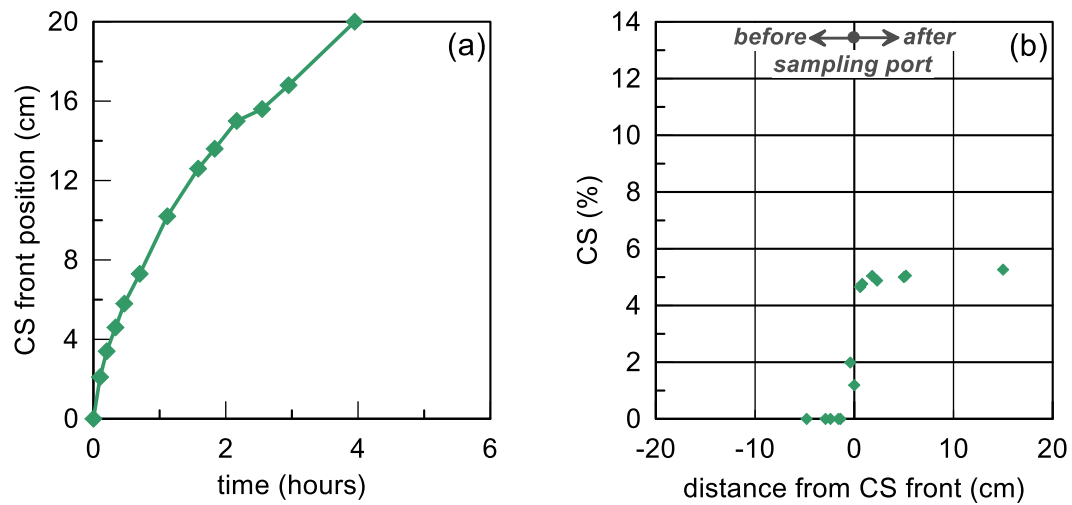 (a)
CS front position (cm)
20
16
12
8
4
0
0 2 4 6
time (hours)
(b)
before after
sampling port
CS (%)
14
12
10
8
6
4
2
0
-20 -10 0 10 20
distance from CS front (cm)